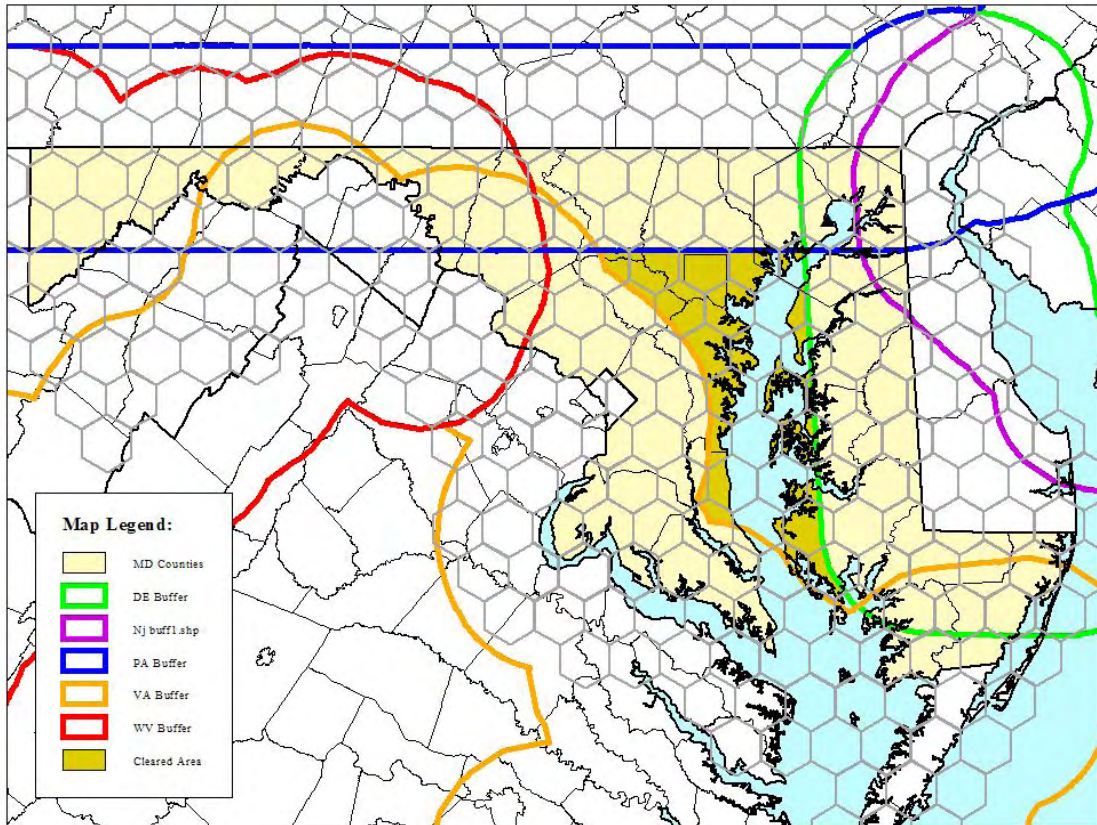 Map Legend:
MD Counties
DE Buffer
Nj buff1.shp
PA Buffer
VA Buffer
WV Buffer
Cleared Area